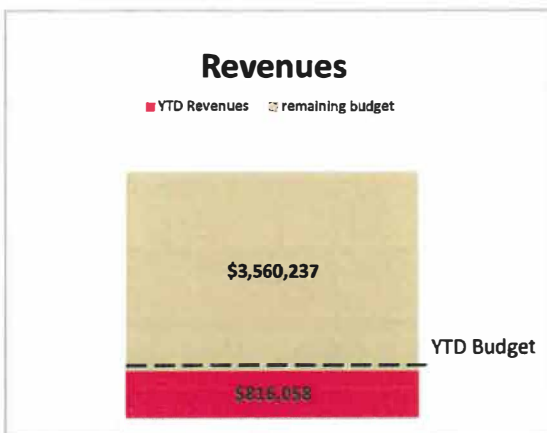 Revenues
YTD Revenues remaining budget
$3,560,237
YTD Budget
$816,058